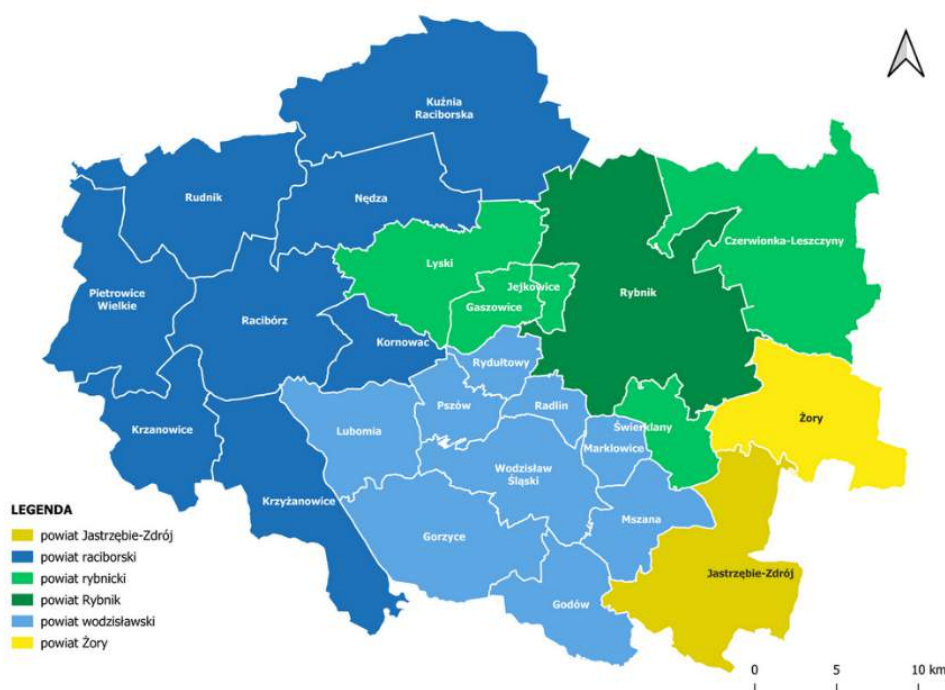 Kuźnia
Raciborska
Rudnik
Nędza
Czerwionka-Leszczyny
Lyski
Jejkowice
Pietrowice
Wielkie
Rybnik
Gaszowice
Racibórz
Kornowac
Rydułtowy
Pszów
Radlin
Żory
Krzanowice
Lubomia
Świerklany
Marklowice
Wodzisław
Śląski
Krzyżanowice
Mszana
Gorzyce
Jastrzębie-Zdrój
Godów
LEGENDA
powiat Jastrzębie-Zdrój
powiat raciborski
powiat rybnicki
powiat Rybnik
powiat wodzisławski
powiat Żory
0 5 10 km